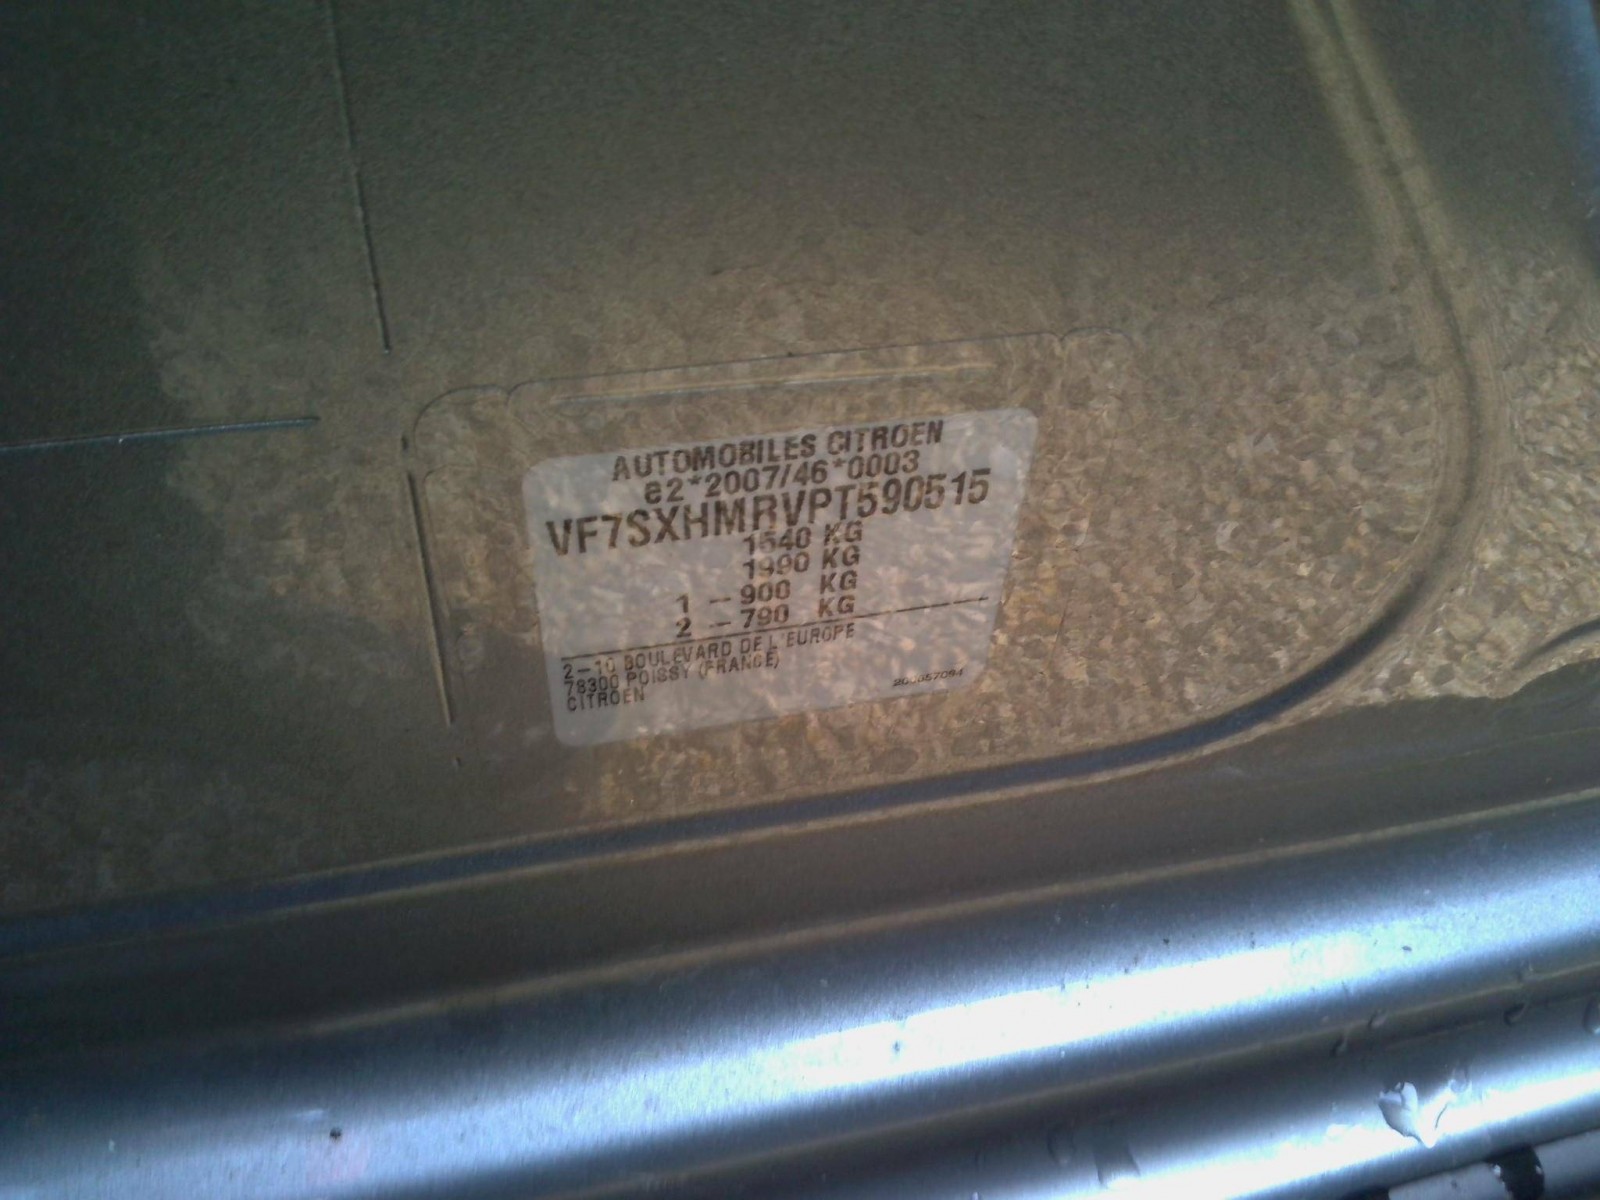 AUTOMOBILES CITROEN
e2*2007/46*0003
VF7SXHMRVPT590515
1540 KG
1990 KG
1 -- 900 KG
2 -- 790 KG
2-10 BOULEVARD DE L'EUROPE
78300 POISSY (FRANCE)
CITROEN